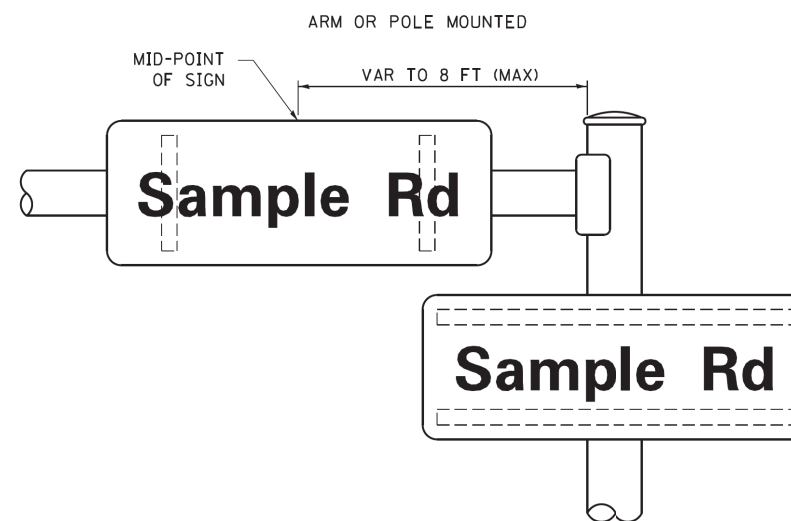 ARM OR POLE MOUNTED
MID-POINT
OF SIGN
VAR TO 8 FT (MAX)
Sample Rd
Sample Rd